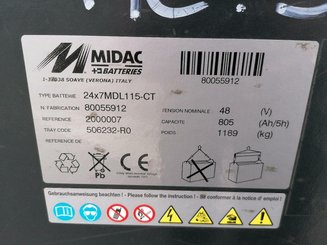 MIDAC
BATTERIES
I-37038 SOAVE (VERONA) ITALY
80055912
TYPE BATTERIE 24x7MDL115-CT
N. FABRICATION 80055912
REFERENCE 2000007
TRAY CODE 506232-R0
REFERENCE DE
TENSION NOMINALE 48 (V)
CAPACITE 805 (Ah/5h)
POIDS 1189 (kg)
Pb
Gebrauchsanweisung beachten! - Please follow the instruction! - Se conformer à la notice d'emploi!